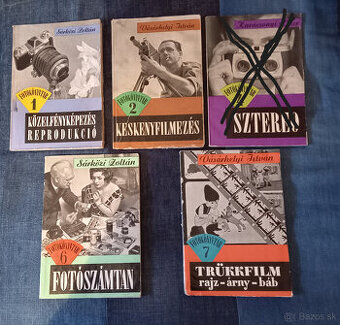 Sárközi Zoltán
FOTÓKÖNYVTÁR
1
KÖZELFÉNYKÉPEZÉS
REPRODUKCIÓ
Vásárhelyi István
FOTÓKÖNYVTÁR
2
KESKENYFILMEZÉS
SZTEREO
Sárközi Zoltán
FOTÓKÖNYVTÁR
6
FOTÓSZÁMTAN
Vásárhelyi István
FOTÓKÖNYVTÁR
7
TRÜKKFILM
rajz-árny-báb
Bazos.sk